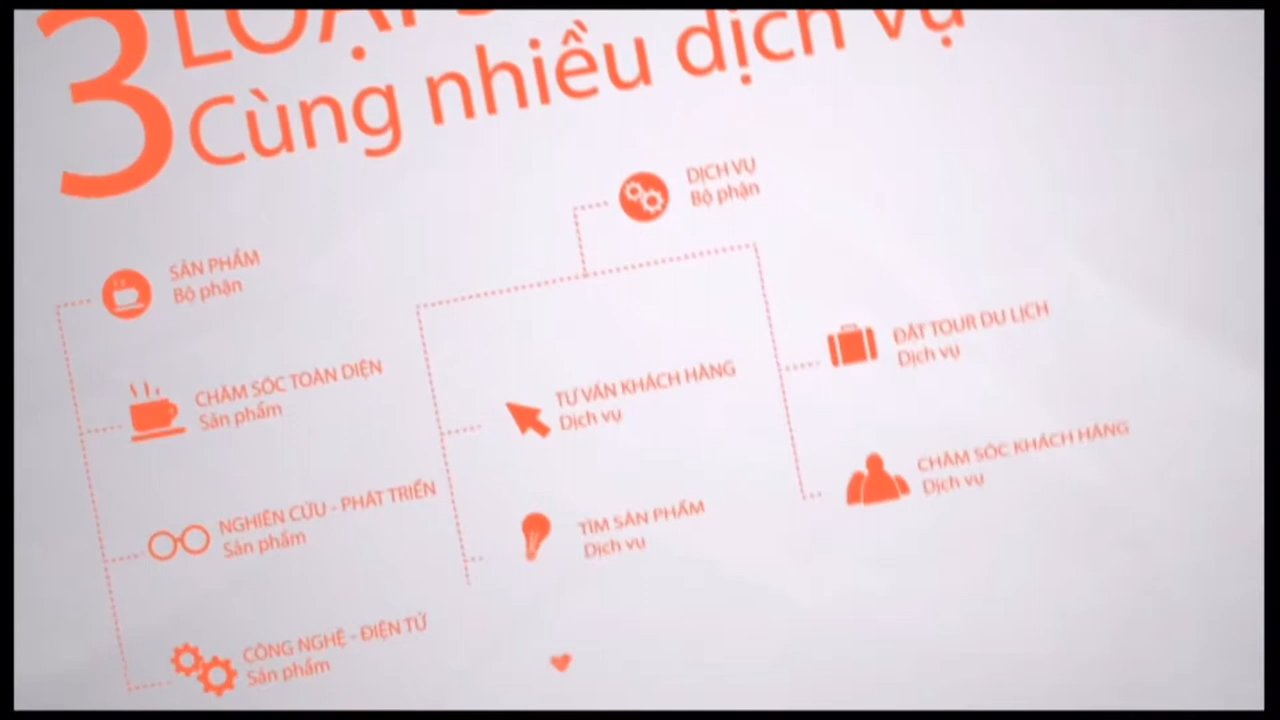 3 LOẠI
Cùng nhiều dịch vụ
DỊCH VỤ
Bộ phận
SẢN PHẨM
Bộ phận
CHĂM SÓC TOÀN DIỆN
Sản phẩm
NGHIÊN CỨU - PHÁT TRIỂN
Sản phẩm
CÔNG NGHỆ - ĐIỆN TỬ
Sản phẩm
TƯ VẤN KHÁCH HÀNG
Dịch vụ
TÌM SẢN PHẨM
Dịch vụ
ĐẶT TOUR DU LỊCH
Dịch vụ
CHĂM SÓC KHÁCH HÀNG
Dịch vụ